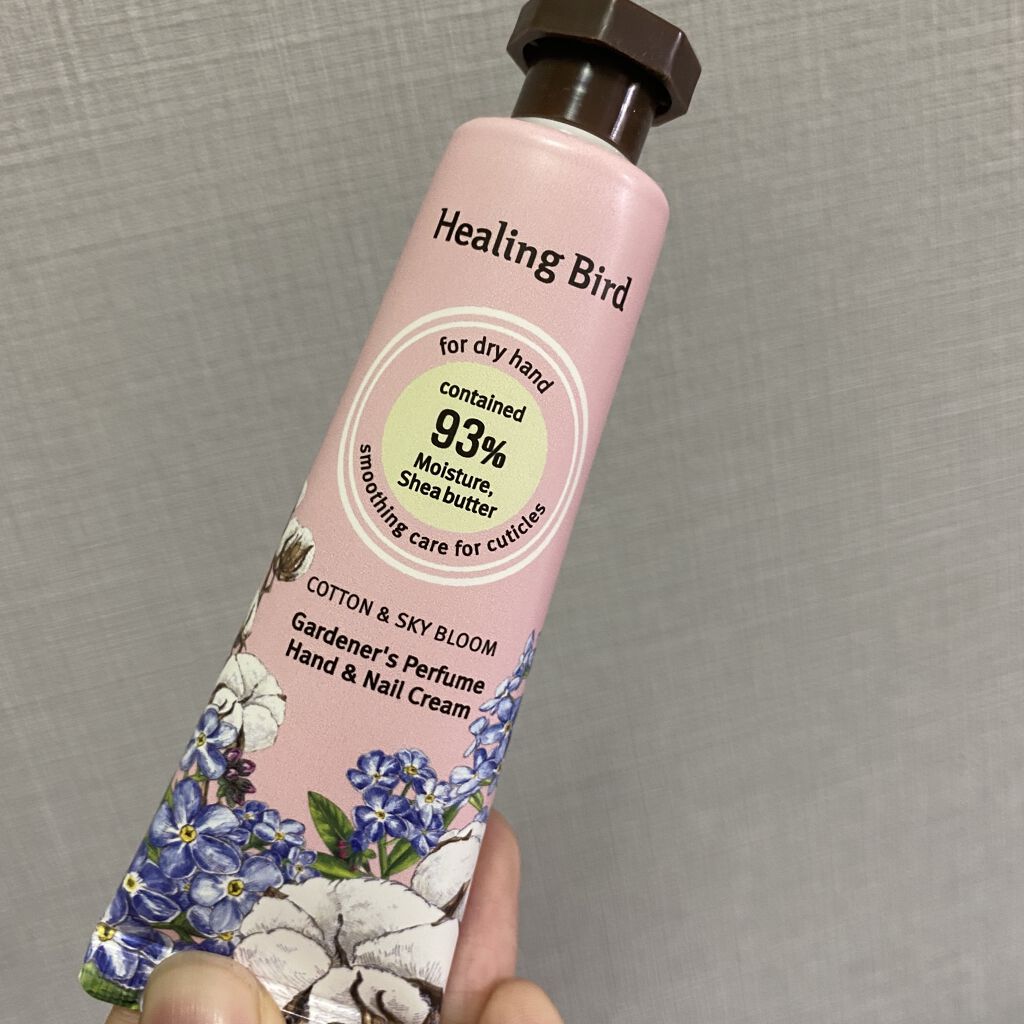 Healing Bird
for dry hand
contained
93%
Moisture,
Shea butter
smoothing care for cuticles
COTTON & SKY BLOOM
Gardener's Perfume
Hand & Nail Cream